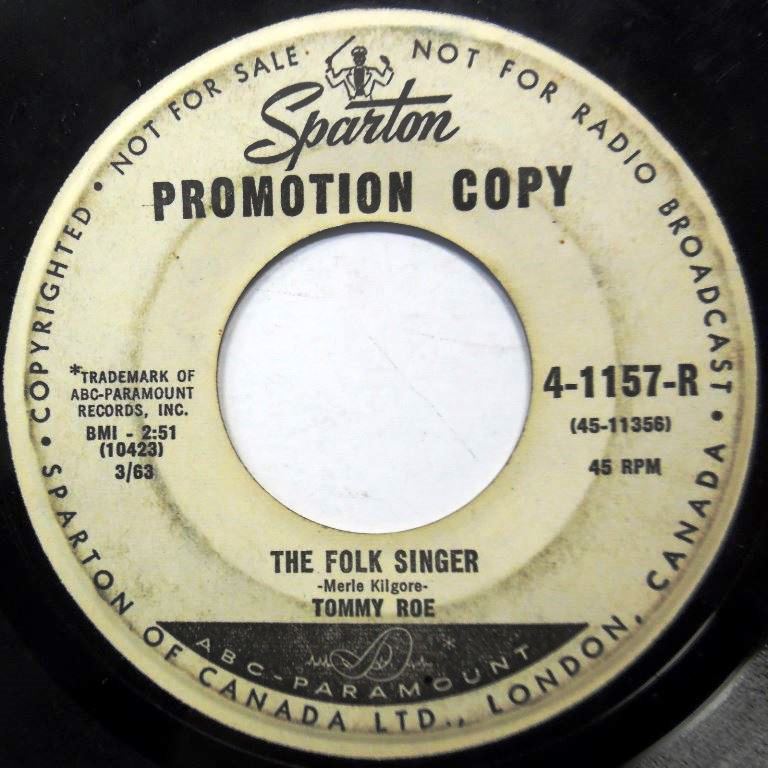 COPYRIGHTED • NOT FOR SALE • NOT FOR RADIO BROADCAST •
Sparton
PROMOTION COPY
*TRADEMARK OF
ABC-PARAMOUNT
RECORDS, INC.
BMI - 2:51
(10423)
3/63
4-1157-R
(45-11356)
45 RPM
THE FOLK SINGER
-Merle Kilgore-
TOMMY ROE
ABC-PARAMOUNT*
• SPARTON OF CANADA LTD., LONDON, CANADA